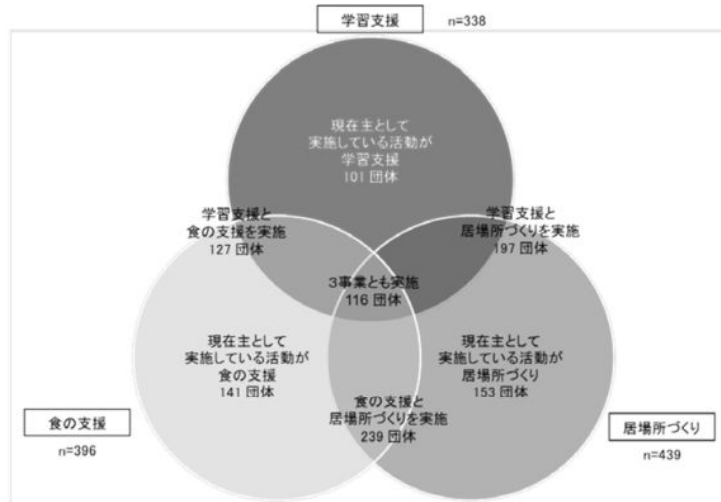 学習支援
n=338
現在主として
実施している活動が
学習支援
101 団体
学習支援と
食の支援を実施
127 団体
学習支援と
居場所づくりを実施
197 団体
3事業とも実施
116 団体
現在主として
実施している活動が
食の支援
141 団体
現在主として
実施している活動が
居場所づくり
153 団体
食の支援と
居場所づくりを実施
239 団体
食の支援
n=396
居場所づくり
n=439